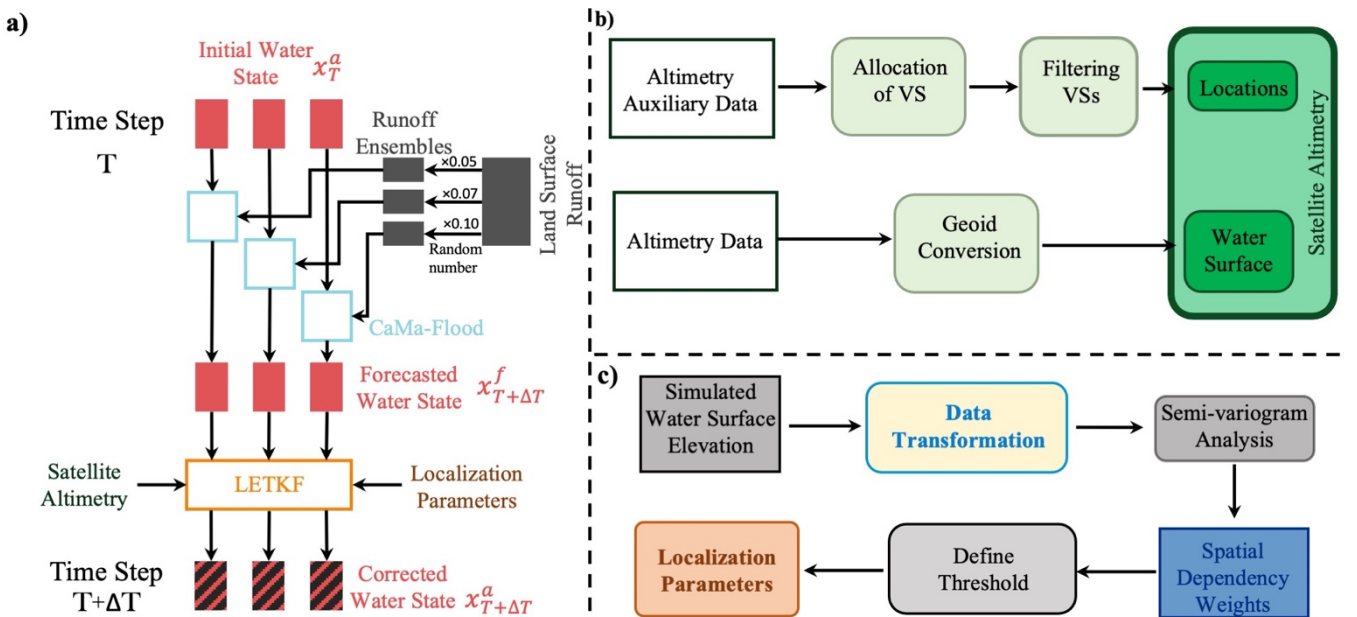 a)
Initial Water
State
x_T^a
Time Step
T
Runoff
Ensembles
×0.05
×0.07
×0.10
Random
number
Land Surface
Runoff
CaMa-Flood
Forecasted
Water State
x_{T+ΔT}^f
Satellite
Altimetry
LETKF
Localization
Parameters
Time Step
T+ΔT
Corrected
Water State
x_{T+ΔT}^a
b)
Altimetry
Auxiliary Data
Allocation
of VS
Filtering
VSs
Locations
Altimetry Data
Geoid
Conversion
Water
Surface
Satellite Altimetry
c)
Simulated
Water Surface
Elevation
Data
Transformation
Semi-variogram
Analysis
Localization
Parameters
Define
Threshold
Spatial
Dependency
Weights